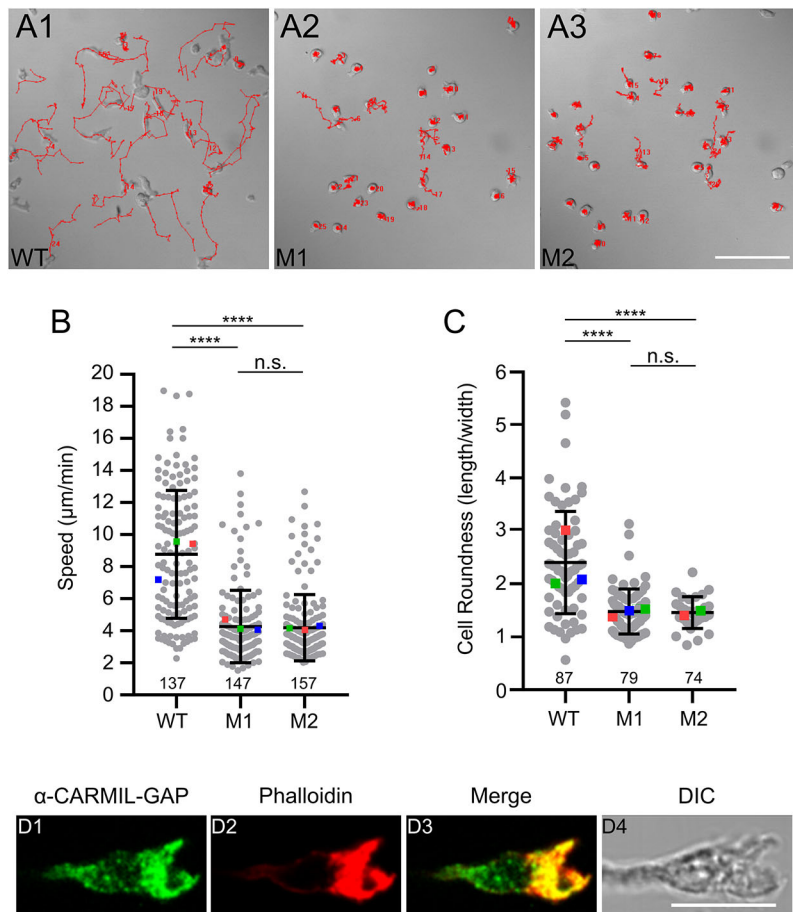 A1
A2
A3
WT
M1
M2
B
C
****
****
n.s.
****
****
n.s.
Speed (µm/min)
20
18
16
14
12
10
8
6
4
2
0
137
147
157
WT
M1
M2
Cell Roundness (length/width)
6
5
4
3
2
1
0
87
79
74
WT
M1
M2
α-CARMIL-GAP
Phalloidin
Merge
DIC
D1
D2
D3
D4